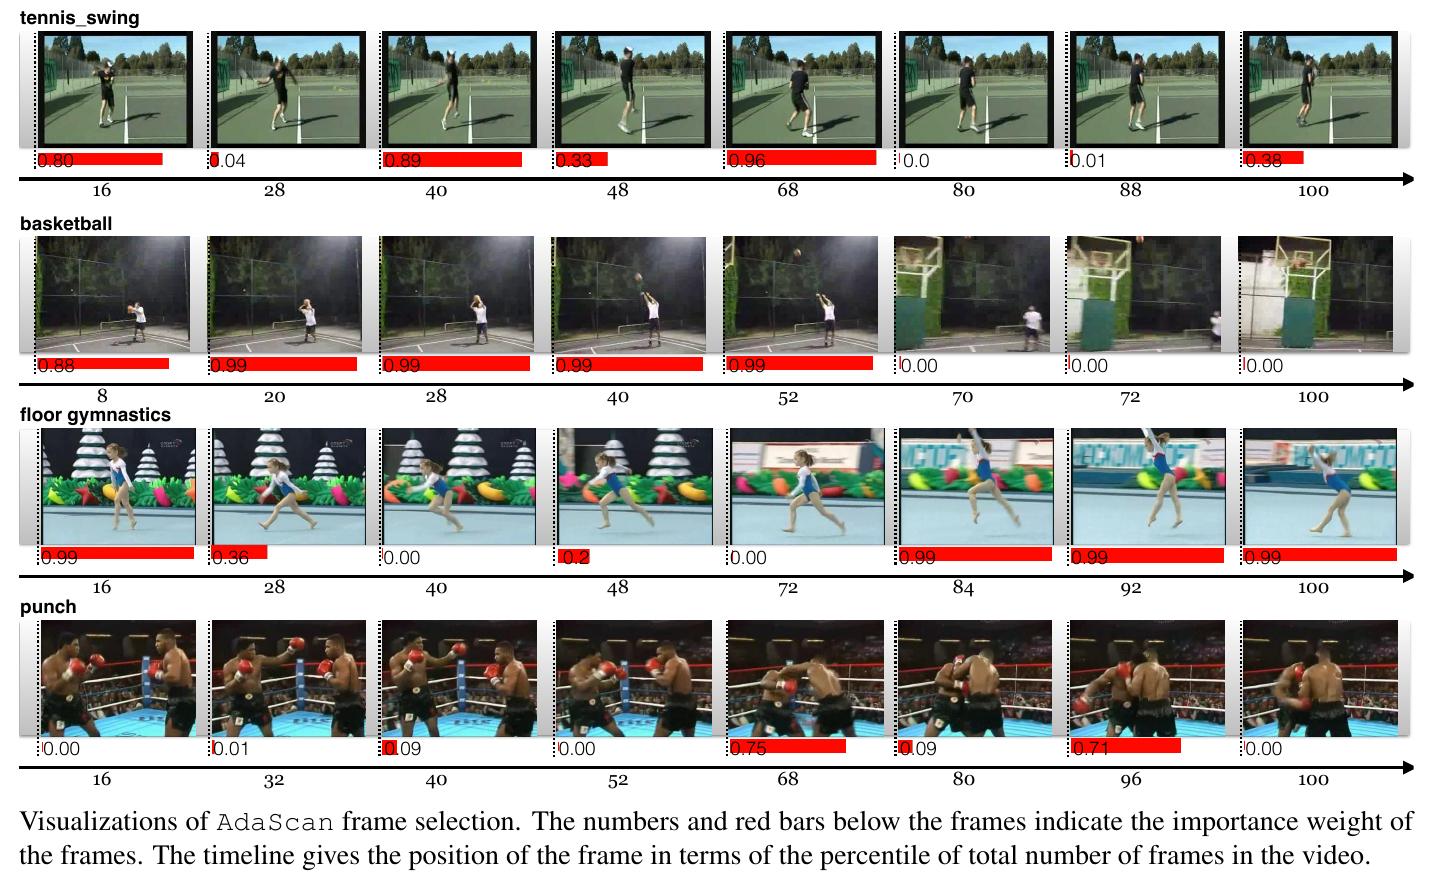 tennis_swing
0.80 0.04 0.89 0.33 0.96 0.0 0.01 0.38
16 28 40 48 68 80 88 100
basketball
0.88 0.99 0.99 0.99 0.99 0.00 0.00 0.00
8 20 28 40 52 70 72 100
floor gymnastics
0.99 0.36 0.00 0.2 0.00 0.99 0.99 0.99
16 28 40 48 72 84 92 100
punch
0.00 0.01 0.09 0.00 0.75 0.09 0.71 0.00
16 32 40 52 68 80 96 100
Visualizations of AdaScan frame selection. The numbers and red bars below the frames indicate the importance weight of
the frames. The timeline gives the position of the frame in terms of the percentile of total number of frames in the video.